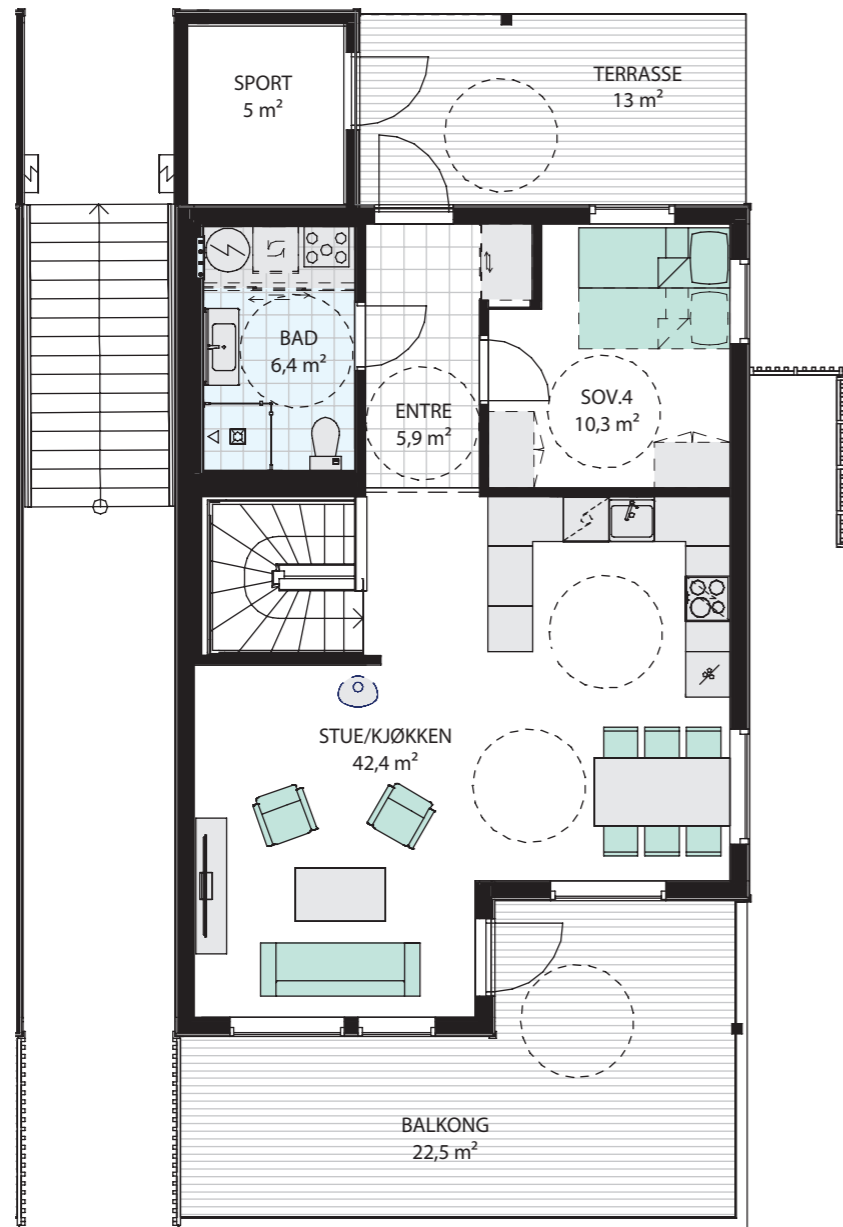 SPORT
5 m²
TERRASSE
13 m²
BAD
6,4 m²
ENTRE
5,9 m²
SOV.4
10,3 m²
STUE/KJØKKEN
42,4 m²
BALKONG
22,5 m²